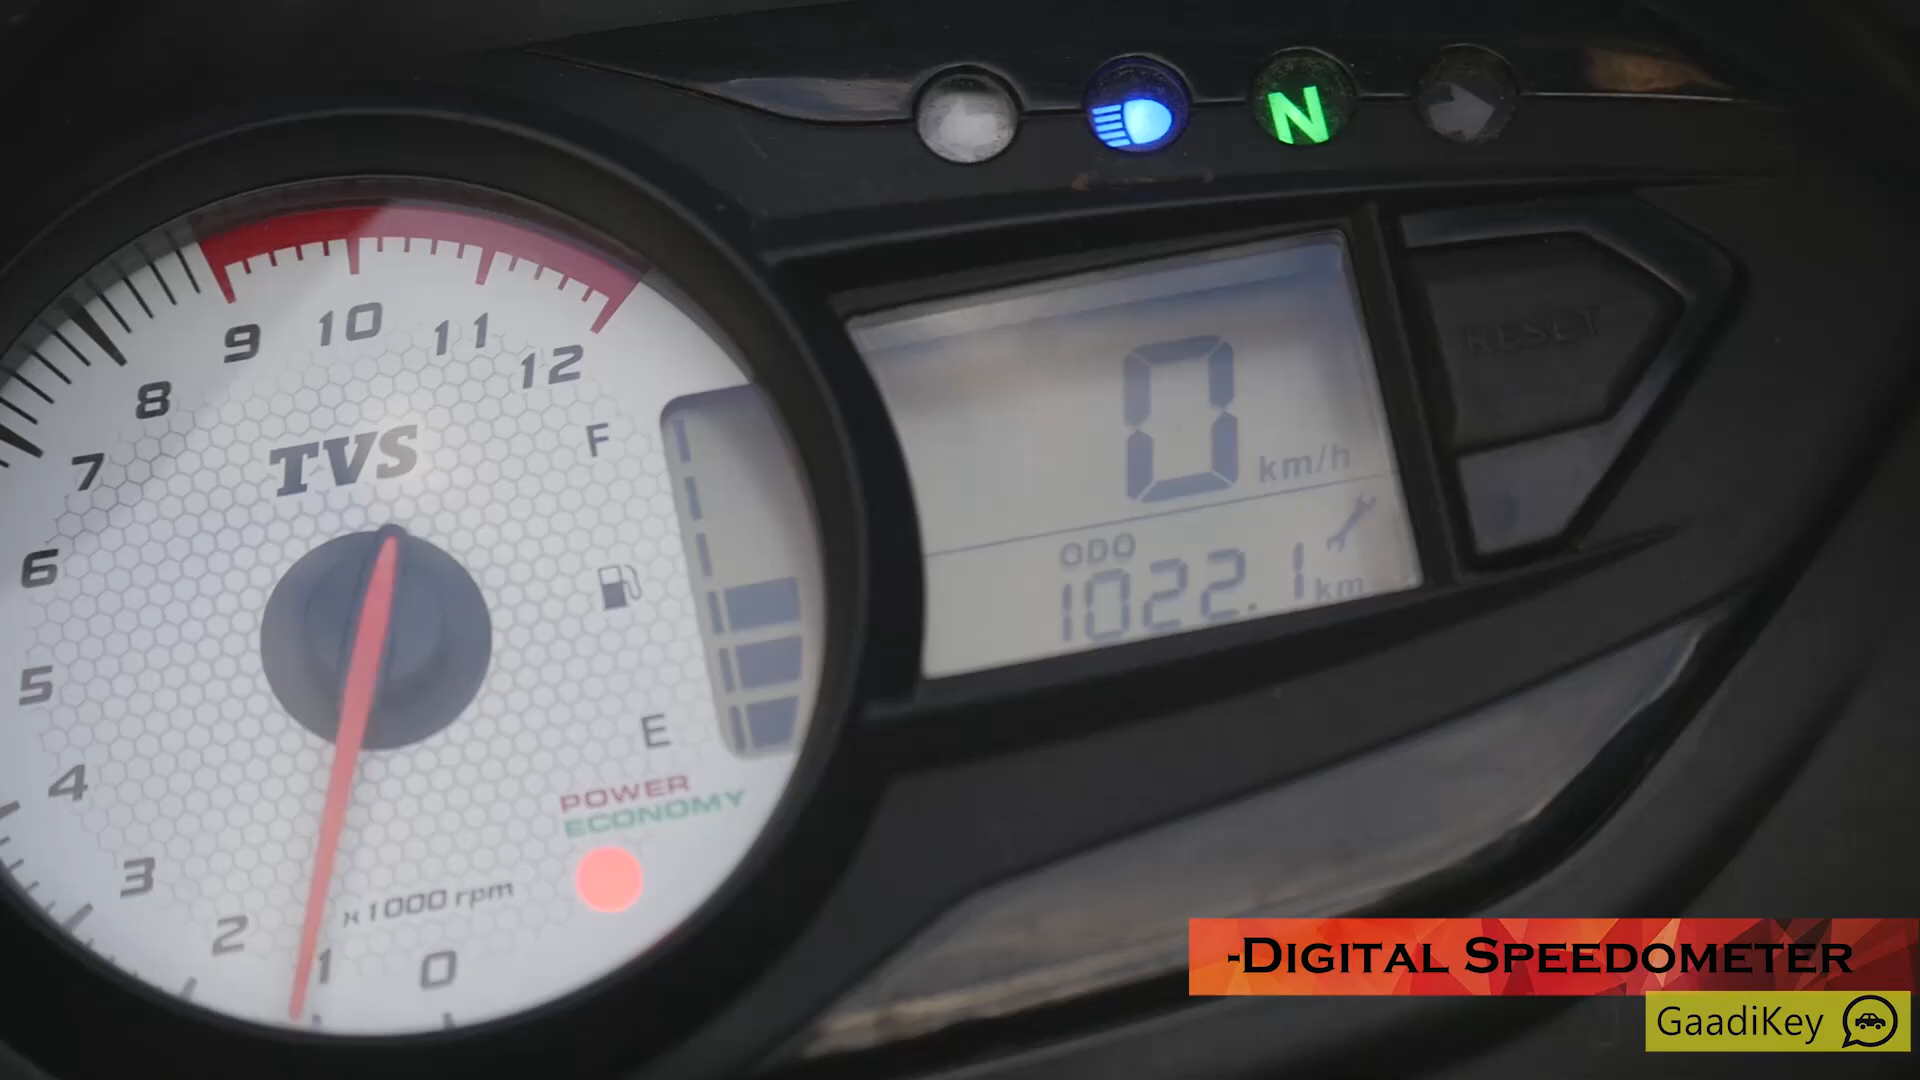 N
RESET
0 km/h
ODO
1022.1 km
9 10 11 12
8
7
6
5
4
3
2
1
0
TVS
F
E
POWER
ECONOMY
x1000 rpm
-DIGITAL SPEEDOMETER
GaadiKey